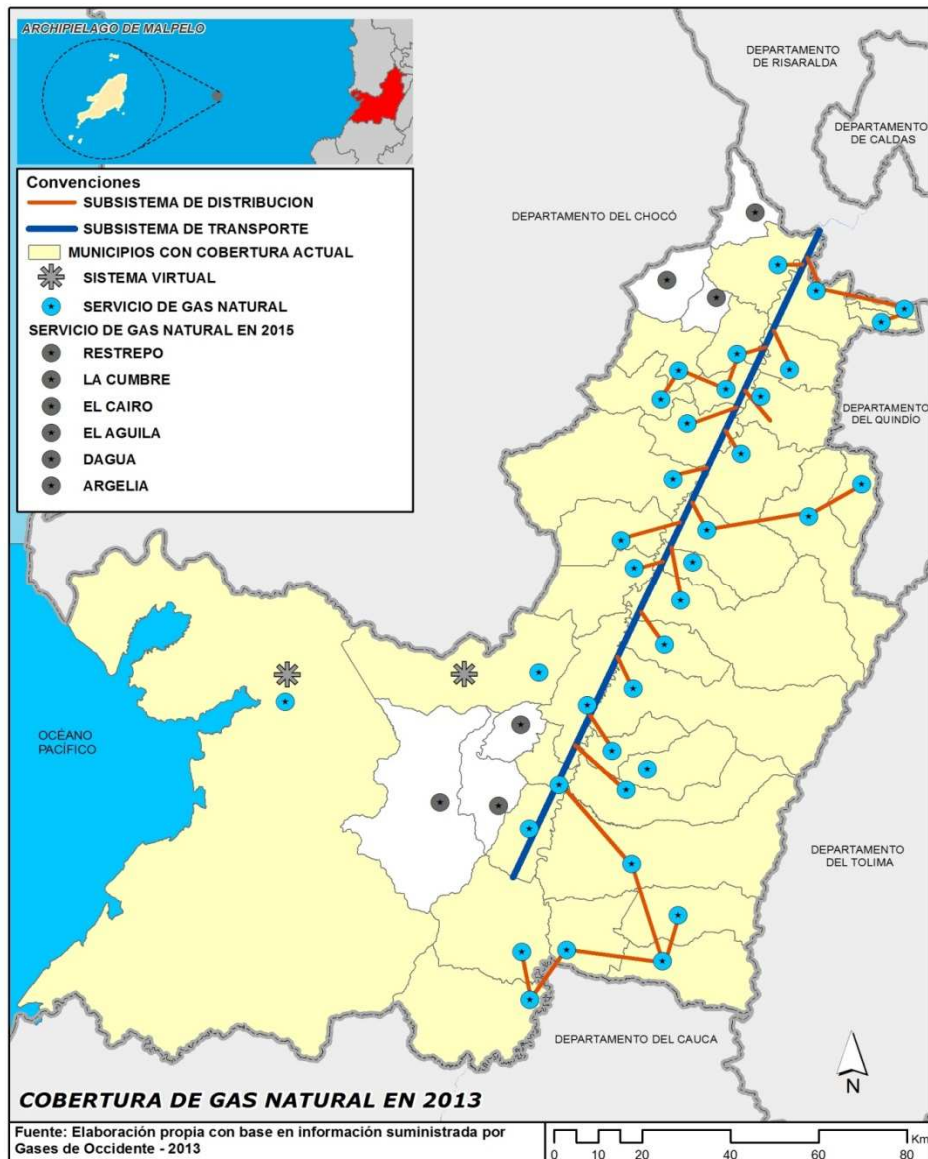 ARCHIPIELAGO DE MALPELO
Convenciones
SUBSISTEMA DE DISTRIBUCION
SUBSISTEMA DE TRANSPORTE
MUNICIPIOS CON COBERTURA ACTUAL
SISTEMA VIRTUAL
SERVICIO DE GAS NATURAL
SERVICIO DE GAS NATURAL EN 2015
RESTREPO
LA CUMBRE
EL CAIRO
EL AGUILA
DAGUA
ARGELIA
DEPARTAMENTO
DE RISARALDA
DEPARTAMENTO
DE CALDAS
DEPARTAMENTO DEL CHOCÓ
DEPARTAMENTO
DEL QUINDÍO
OCÉANO
PACÍFICO
DEPARTAMENTO
DEL TOLIMA
DEPARTAMENTO DEL CAUCA
N
COBERTURA DE GAS NATURAL EN 2013
Fuente: Elaboración propia con base en información suministrada por
Gases de Occidente - 2013
Km
0 10 20 40 60 80